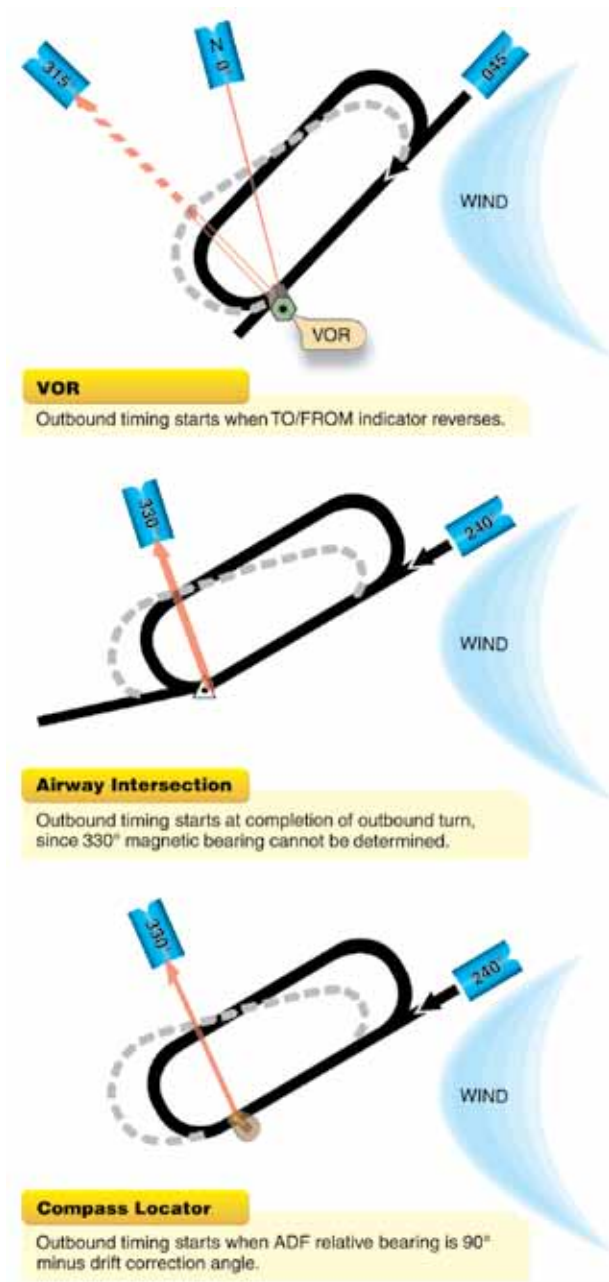 315°
N 0°
045°
WIND
VOR
VOR
Outbound timing starts when TO/FROM indicator reverses.
330°
240°
WIND
Airway Intersection
Outbound timing starts at completion of outbound turn,
since 330° magnetic bearing cannot be determined.
330°
240°
WIND
Compass Locator
Outbound timing starts when ADF relative bearing is 90°
minus drift correction angle.